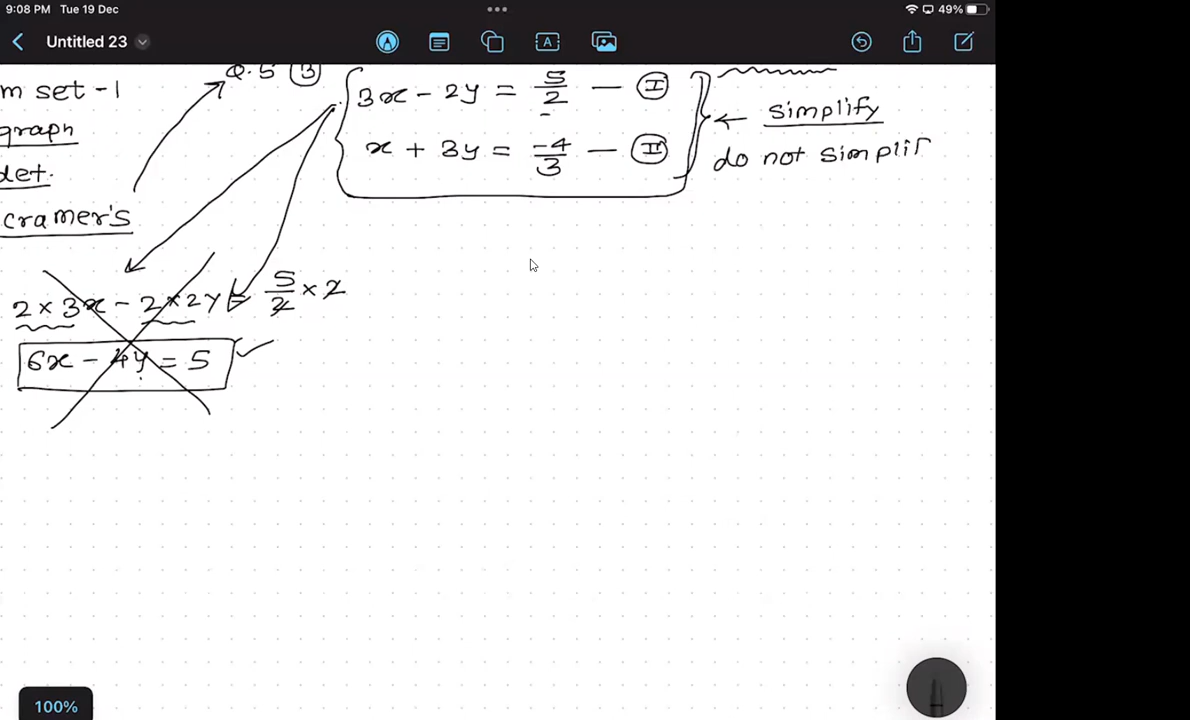 9:08 PM Tue 19 Dec
49%
Untitled 23
A
Q.5 3
m set -1
graph
det.
cramer's
3x - 2y = 5/2 — I
x + 3y = -4/3 — II
← simplify
do not simplif
2 × 3x - 2 × 2y = 5/2 × 2
6x - 4y = 5
100%